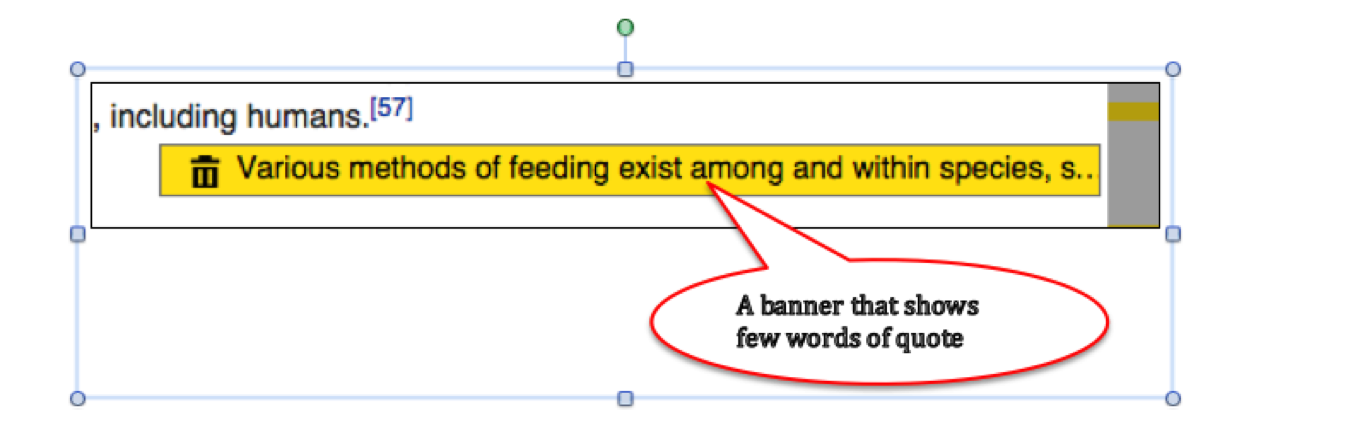 , including humans.[57]
Various methods of feeding exist among and within species, s...
A banner that shows
few words of quote